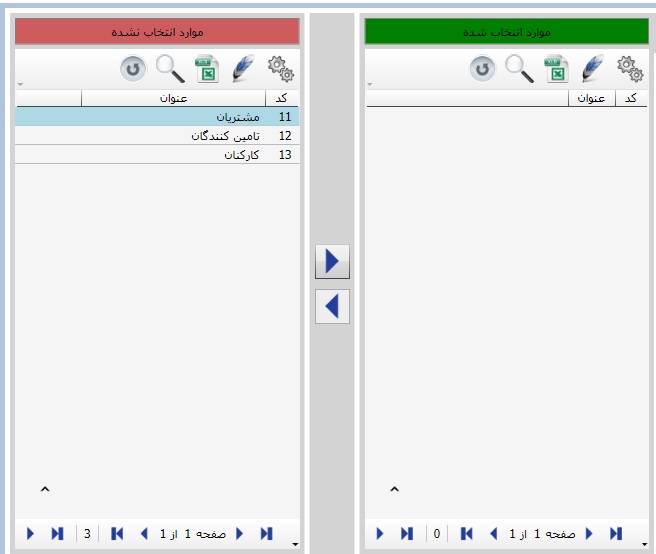 موارد انتخاب شده
کد عنوان
صفحه 1 از 1 0
موارد انتخاب نشده
کد عنوان
11 مشتریان
12 تامین کنندگان
13 کارکنان
صفحه 1 از 1 3